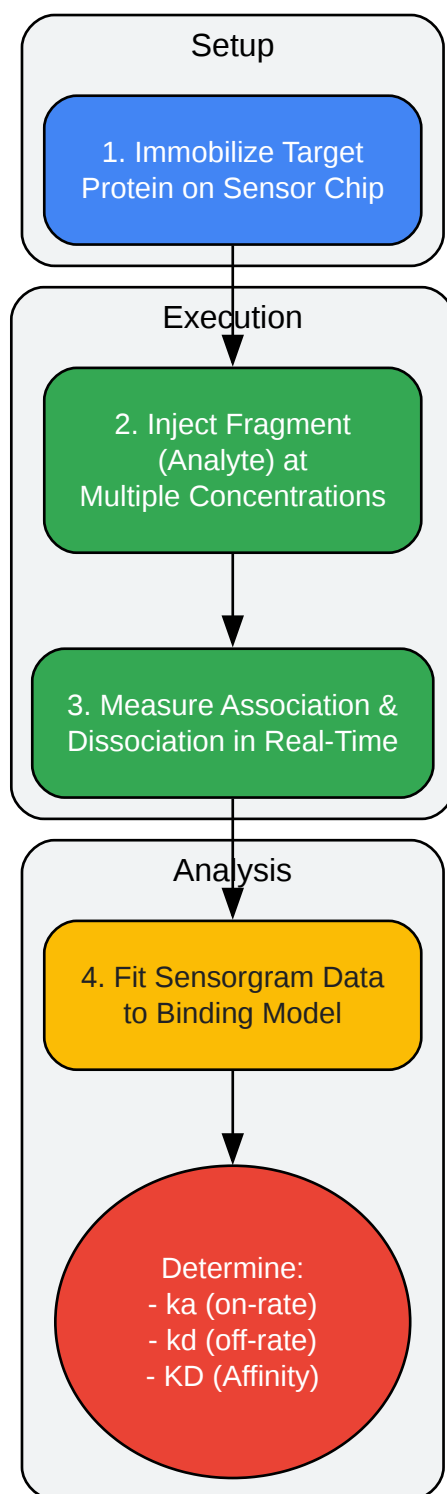 Setup
1. Immobilize Target
Protein on Sensor Chip
Execution
2. Inject Fragment
(Analyte) at
Multiple Concentrations
3. Measure Association &
Dissociation in Real-Time
Analysis
4. Fit Sensorgram Data
to Binding Model
Determine:
- ka (on-rate)
- kd (off-rate)
- KD (Affinity)